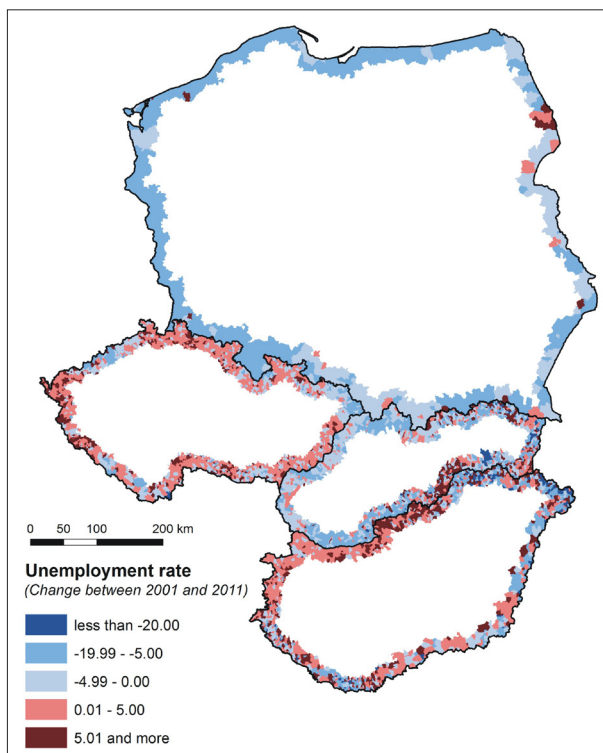 0 50 100 200 km
Unemployment rate
(Change between 2001 and 2011)
less than -20.00
-19.99 - -5.00
-4.99 - 0.00
0.01 - 5.00
5.01 and more